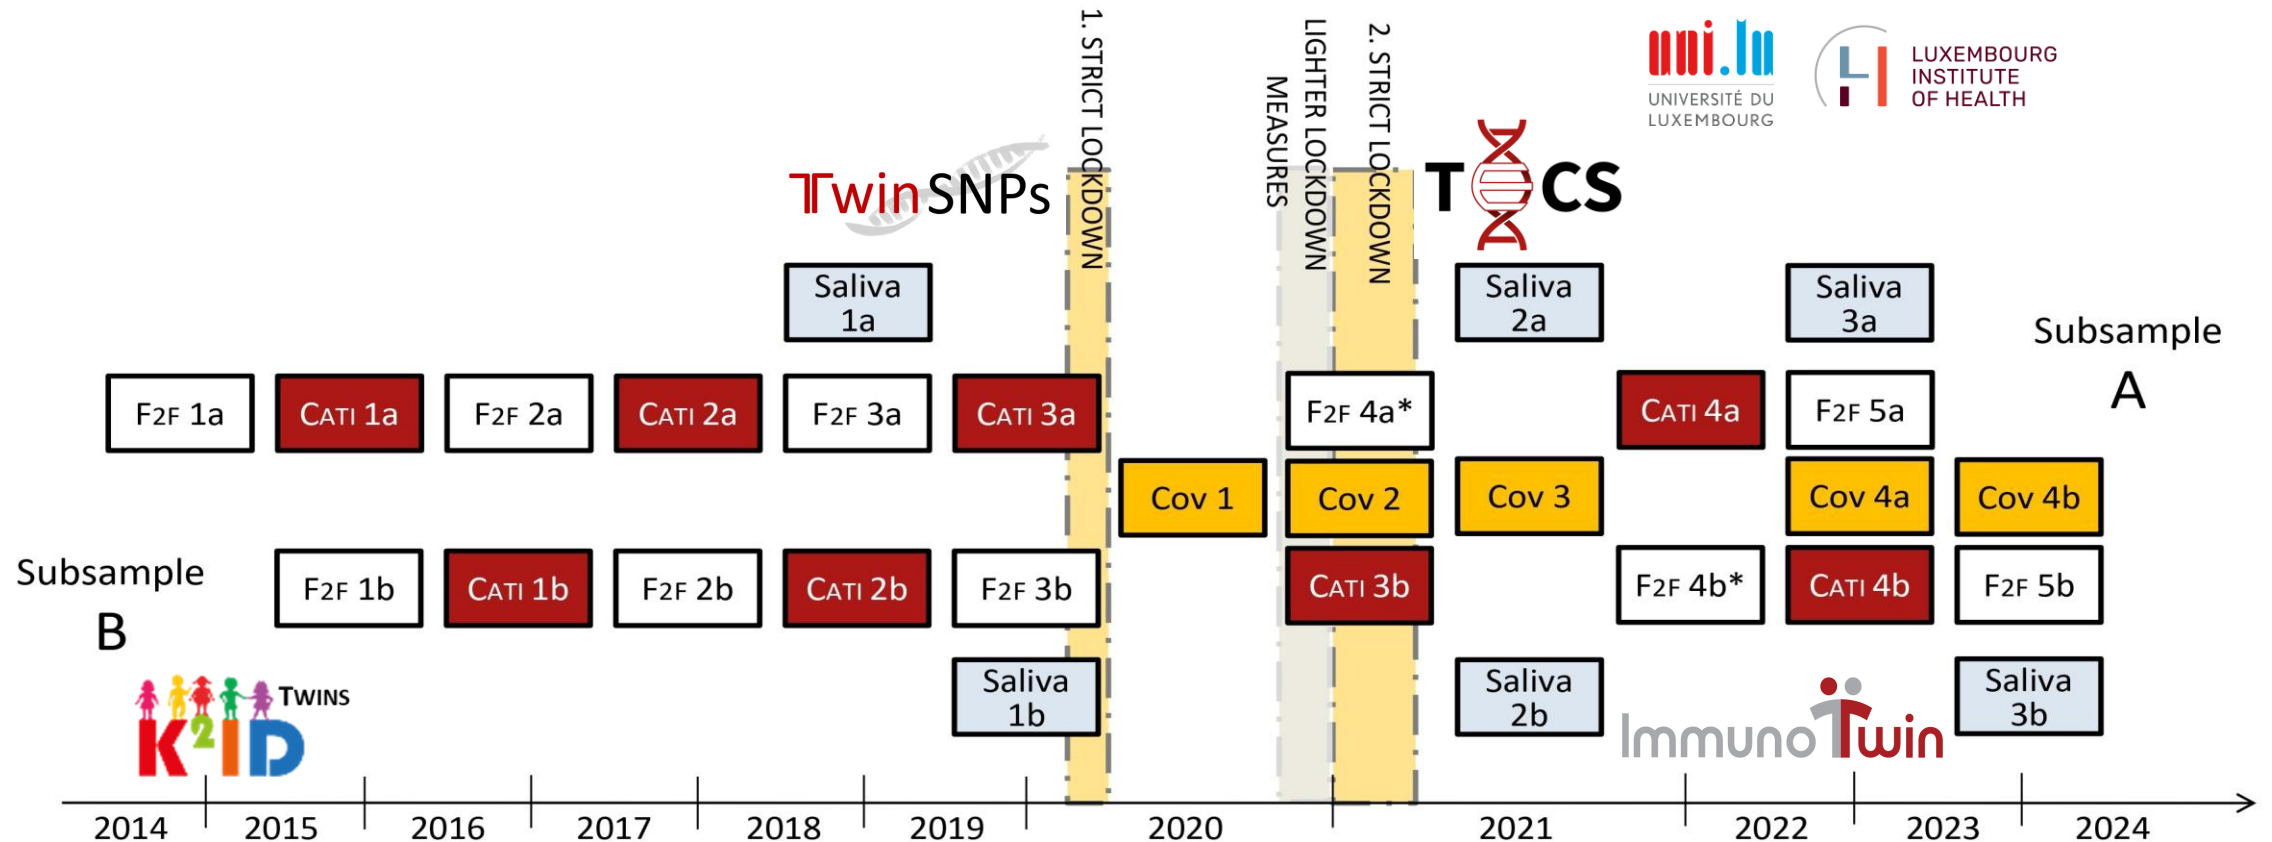 1. STRICT LOCKDOWN
LIGHTER LOCKDOWN
MEASURES
2. STRICT LOCKDOWN
uni.lu
UNIVERSITÉ DU
LUXEMBOURG
LUXEMBOURG
INSTITUTE
OF HEALTH
TwinSNPs
TOCS
Saliva
1a
Saliva
2a
Saliva
3a
Subsample
A
F2F 1a
CATI 1a
F2F 2a
CATI 2a
F2F 3a
CATI 3a
F2F 4a*
CATI 4a
F2F 5a
Cov 1
Cov 2
Cov 3
Cov 4a
Cov 4b
Subsample
B
F2F 1b
CATI 1b
F2F 2b
CATI 2b
F2F 3b
CATI 3b
F2F 4b*
CATI 4b
F2F 5b
Saliva
1b
Saliva
2b
Saliva
3b
TWINS
K2ID
ImmunoTwin
2014
2015
2016
2017
2018
2019
2020
2021
2022
2023
2024